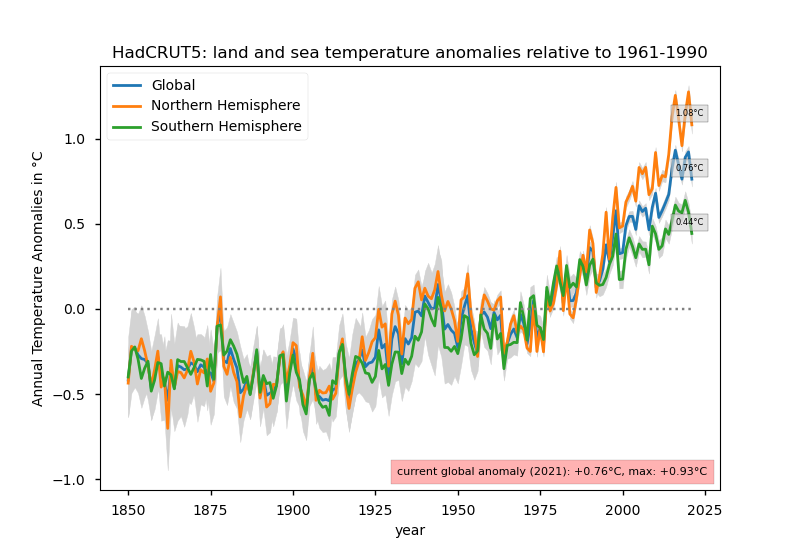 HadCRUT5: land and sea temperature anomalies relative to 1961-1990
Global
Northern Hemisphere
Southern Hemisphere
1.08°C
0.76°C
0.44°C
Annual Temperature Anomalies in °C
1.0
0.5
0.0
−0.5
−1.0
current global anomaly (2021): +0.76°C, max: +0.93°C
1850 1875 1900 1925 1950 1975 2000 2025
year